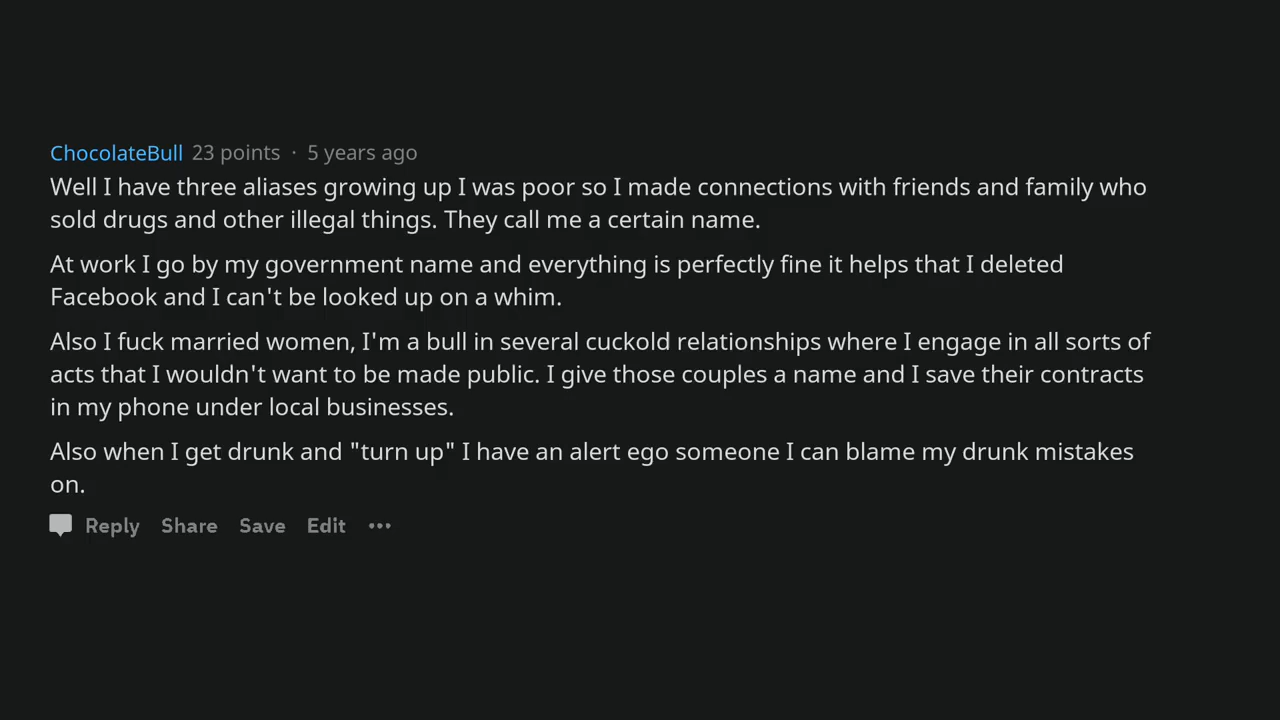 ChocolateBull 23 points · 5 years ago
Well I have three aliases growing up I was poor so I made connections with friends and family who
sold drugs and other illegal things. They call me a certain name.
At work I go by my government name and everything is perfectly fine it helps that I deleted
Facebook and I can't be looked up on a whim.
Also I fuck married women, I'm a bull in several cuckold relationships where I engage in all sorts of
acts that I wouldn't want to be made public. I give those couples a name and I save their contracts
in my phone under local businesses.
Also when I get drunk and "turn up" I have an alert ego someone I can blame my drunk mistakes
on.
Reply Share Save Edit •••